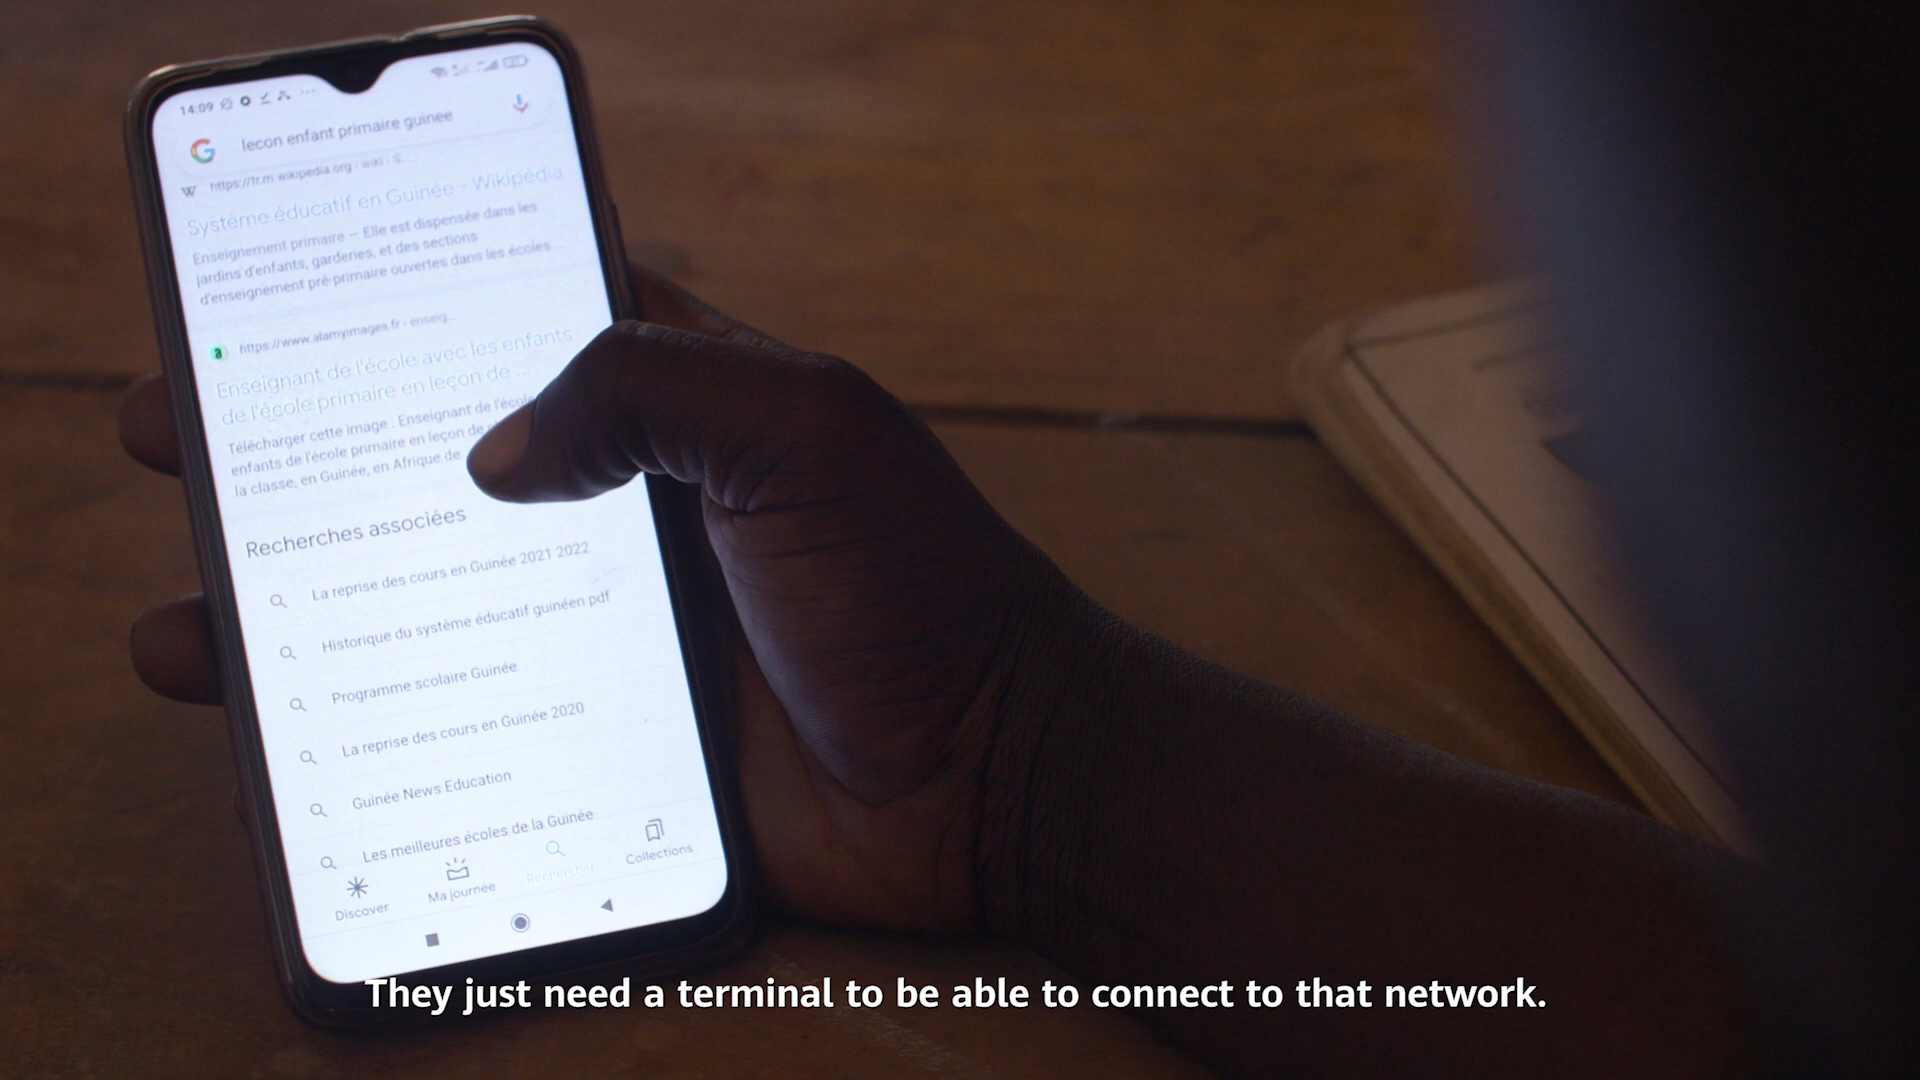 14:09
lecon enfant primaire guinee
https://fr.m.wikipedia.org › wiki › S...
Système éducatif en Guinée - Wikipédia
Enseignement primaire — Elle est dispensée dans les
jardins d'enfants, garderies, et des sections
d'enseignement pré-primaire ouvertes dans les écoles ...
a https://www.alamyimages.fr › enseig...
Enseignant de l'école avec les enfants
de l'école primaire en leçon de ...
Télécharger cette image : Enseignant de l'école
enfants de l'école primaire en leçon de
la classe, en Guinée, en Afrique de
Recherches associées
La reprise des cours en Guinée 2021 2022
Historique du système éducatif guinéen pdf
Programme scolaire Guinée
La reprise des cours en Guinée 2020
Guinée News Education
Les meilleures écoles de la Guinée
Discover Ma journée Rechercher Collections
They just need a terminal to be able to connect to that network.